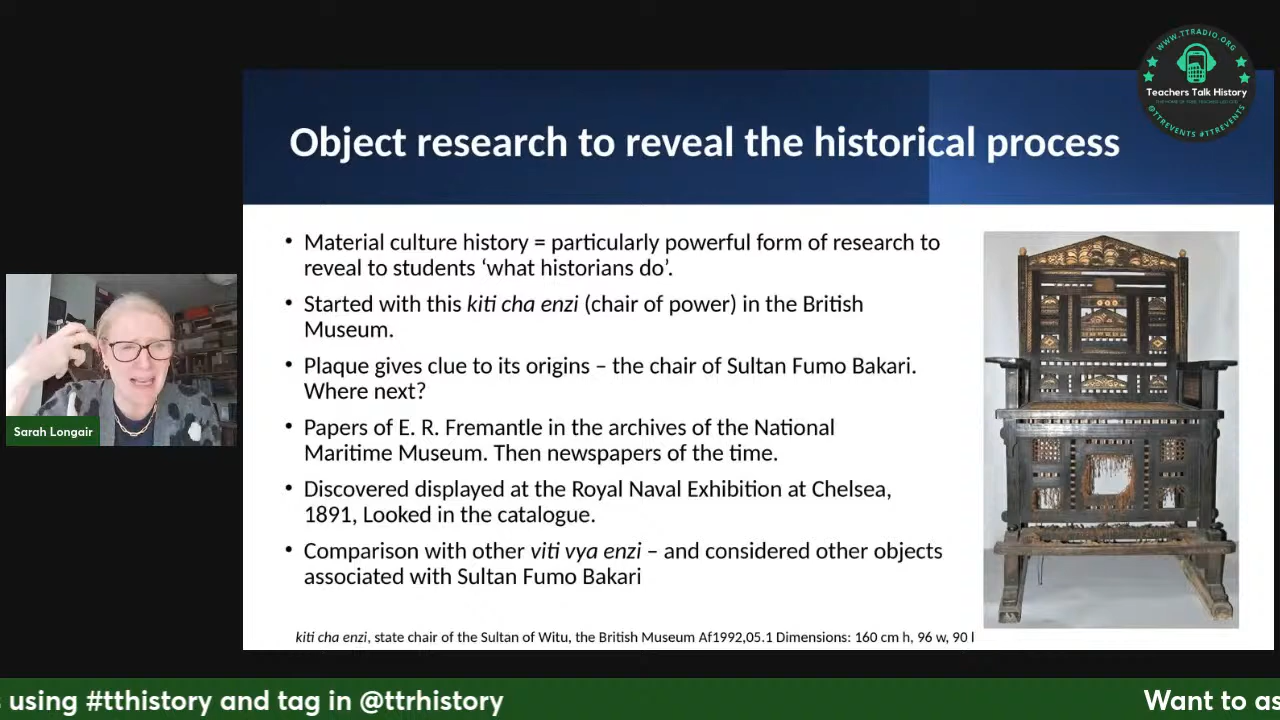 WWW.TTRADIO.ORG
Teachers Talk History
@TTREVENTS #TTREVENTS
Object research to reveal the historical process
• Material culture history = particularly powerful form of research to
reveal to students ‘what historians do’.
• Started with this kiti cha enzi (chair of power) in the British
Museum.
• Plaque gives clue to its origins – the chair of Sultan Fumo Bakari.
Where next?
• Papers of E. R. Fremantle in the archives of the National
Maritime Museum. Then newspapers of the time.
• Discovered displayed at the Royal Naval Exhibition at Chelsea,
1891, Looked in the catalogue.
• Comparison with other viti vya enzi – and considered other objects
associated with Sultan Fumo Bakari
kiti cha enzi, state chair of the Sultan of Witu, the British Museum Af1992,05.1 Dimensions: 160 cm h, 96 w, 90 l
Sarah Longair
using #tthistory and tag in @ttrhistory
Want to as